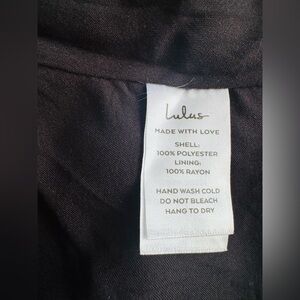 Lulus
MADE WITH LOVE
SHELL:
100% POLYESTER
LINING:
100% RAYON
HAND WASH COLD
DO NOT BLEACH
HANG TO DRY